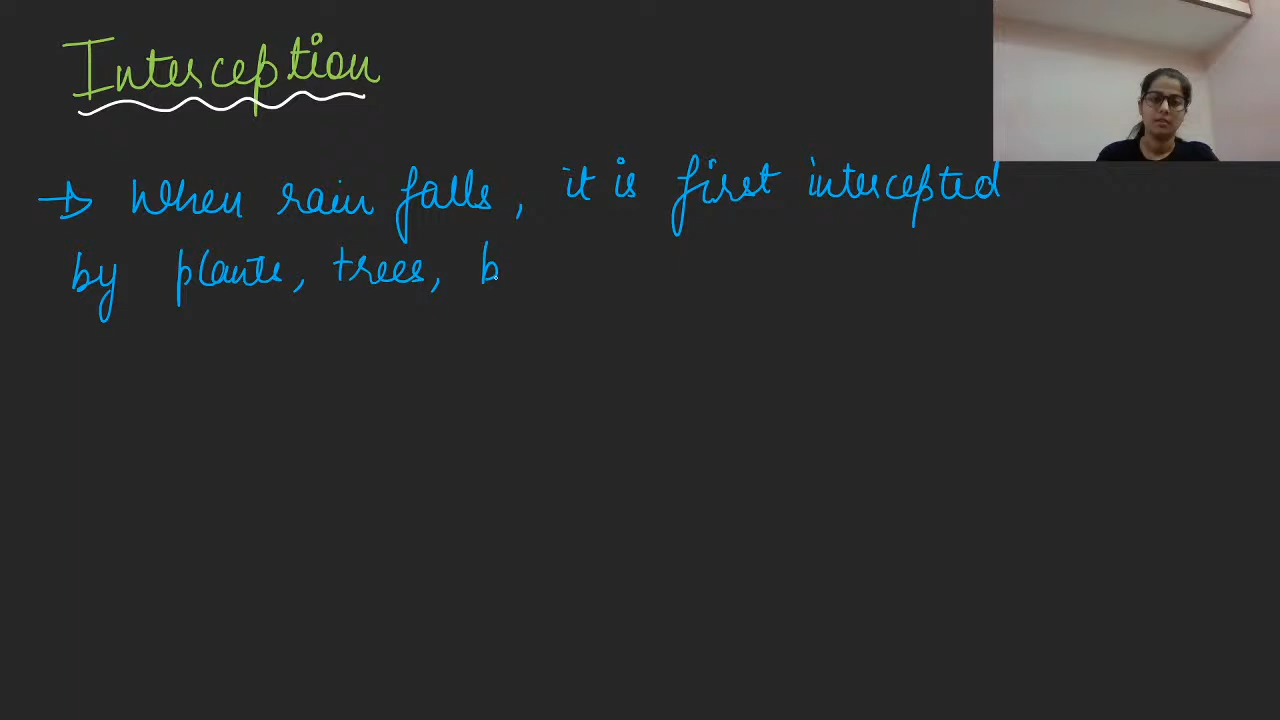 Interception
→ When rain falls, it is first intercepted
by plants, trees, b